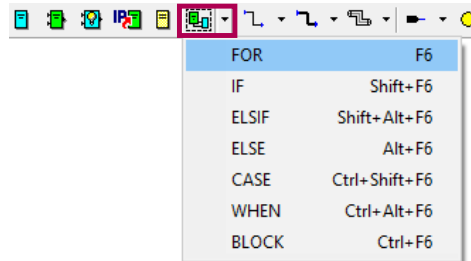 IP
FOR F6
IF Shift+F6
ELSIF Shift+Alt+F6
ELSE Alt+F6
CASE Ctrl+Shift+F6
WHEN Ctrl+Alt+F6
BLOCK Ctrl+F6